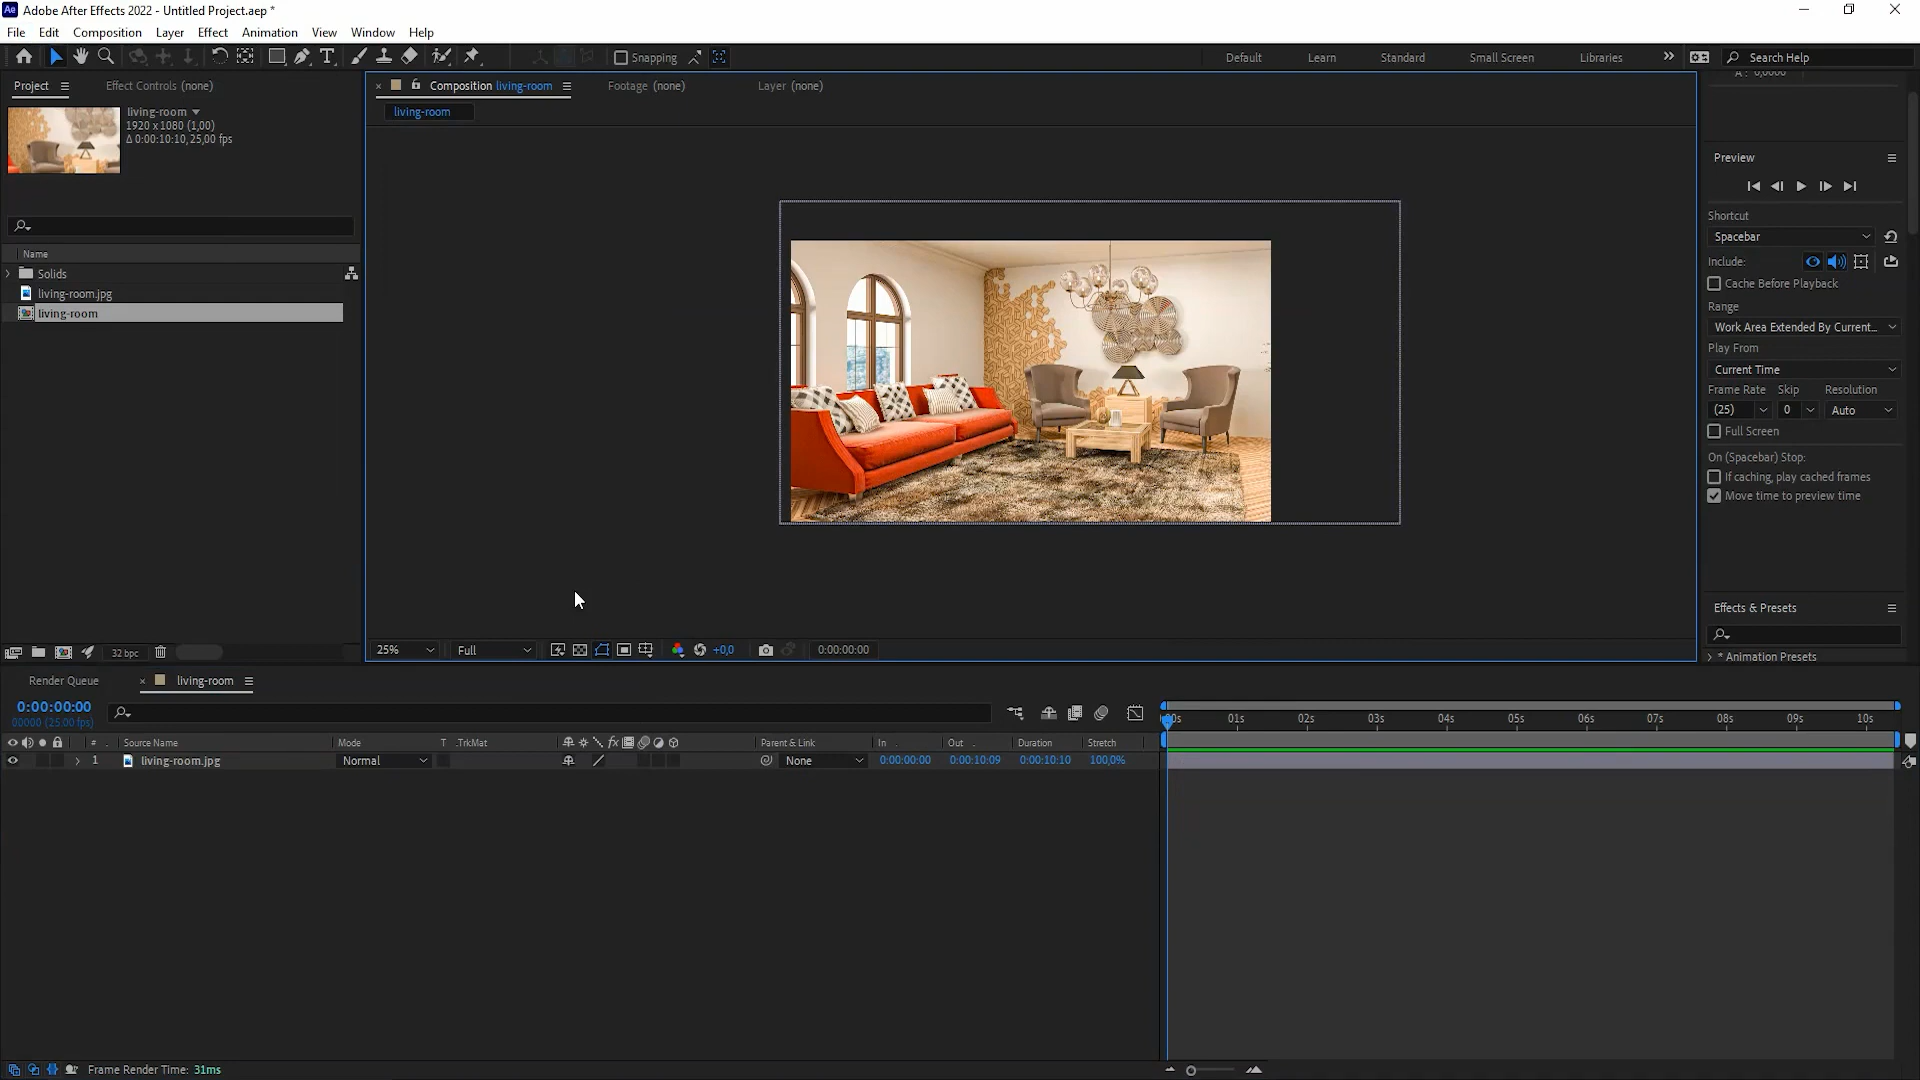 Ae Adobe After Effects 2022 - Untitled Project.aep *
File Edit Composition Layer Effect Animation View Window Help
Snapping
Default Learn Standard Small Screen Libraries » Search Help
Project Effect Controls (none)
× Composition living-room Footage (none) Layer (none)
living-room
living-room
1920 x 1080 (1,00)
Δ 0:00:10:10, 25,00 fps
Name
Solids
living-room.jpg
living-room
32 bpc
25% Full +0,0 0:00:00:00
Preview
Shortcut
Spacebar
Include:
Cache Before Playback
Range
Work Area Extended By Current...
Play From
Current Time
Frame Rate Skip Resolution
(25) 0 Auto
Full Screen
On (Spacebar) Stop:
If caching, play cached frames
Move time to preview time
Effects & Presets
* Animation Presets
Render Queue × living-room
0:00:00:00
00000 (25.00 fps)
01s 02s 03s 04s 05s 06s 07s 08s 09s 10s
# Source Name Mode T .TrkMat Parent & Link In Out Duration Stretch
1 living-room.jpg Normal None 0:00:00:00 0:00:10:09 0:00:10:10 100,0%
Frame Render Time: 31ms